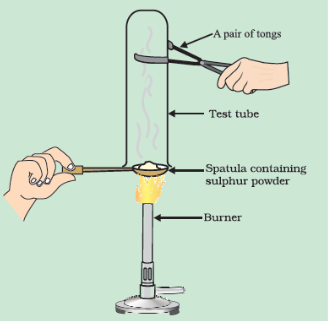 A pair of tongs
Test tube
Spatula containing
sulphur powder
Burner